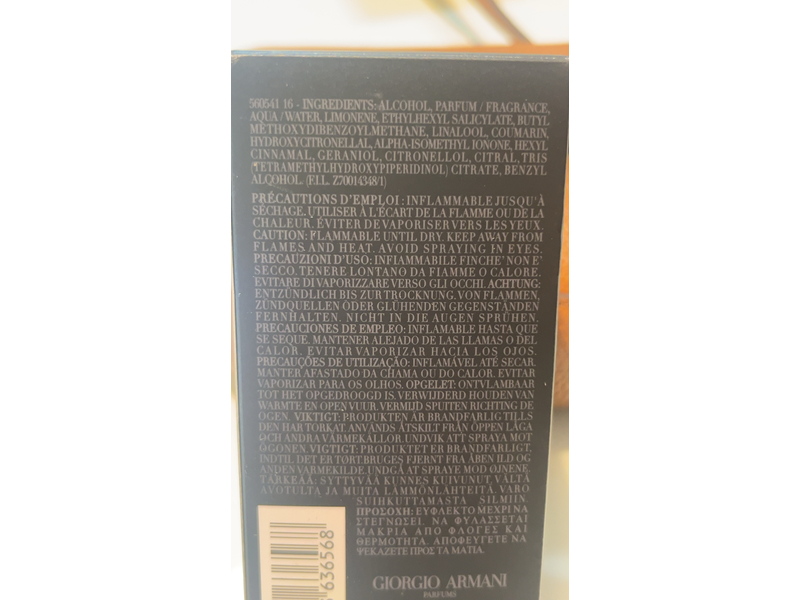 560541 16 - INGREDIENTS: ALCOHOL, PARFUM / FRAGRANCE,
AQUA / WATER, LIMONENE, ETHYLHEXYL SALICYLATE, BUTYL
METHOXYDIBENZOYLMETHANE, LINALOOL, COUMARIN,
HYDROXYCITRONELLAL, ALPHA-ISOMETHYL IONONE, HEXYL
CINNAMAL, GERANIOL, CITRONELLOL, CITRAL, TRIS
(TETRAMETHYLHYDROXYPIPERIDINOL) CITRATE, BENZYL
ALCOHOL. (F.I.L. Z70014348/1)
PRÉCAUTIONS D'EMPLOI : INFLAMMABLE JUSQU'À
SÉCHAGE. UTILISER À L'ÉCART DE LA FLAMME OU DE LA
CHALEUR. ÉVITER DE VAPORISER VERS LES YEUX.
CAUTION: FLAMMABLE UNTIL DRY. KEEP AWAY FROM
FLAMES AND HEAT. AVOID SPRAYING IN EYES.
PRECAUZIONI D'USO: INFIAMMABILE FINCHE' NON E'
SECCO. TENERE LONTANO DA FIAMME O CALORE.
EVITARE DI VAPORIZZARE VERSO GLI OCCHI. ACHTUNG:
ENTZÜNDLICH BIS ZUR TROCKNUNG. VON FLAMMEN,
ZÜNDQUELLEN ODER GLÜHENDEN GEGENSTÄNDEN
FERNHALTEN. NICHT IN DIE AUGEN SPRÜHEN.
PRECAUCIONES DE EMPLEO: INFLAMABLE HASTA QUE
SE SEQUE. MANTENER ALEJADO DE LAS LLAMAS O DEL
CALOR. EVITAR VAPORIZAR HACIA LOS OJOS.
PRECAUÇÕES DE UTILIZAÇÃO: INFLAMÁVEL ATÉ SECAR.
MANTER AFASTADO DA CHAMA OU DO CALOR. EVITAR
VAPORIZAR PARA OS OLHOS. OPGELET: ONTVLAMBAAR
TOT HET OPGEDROOGD IS. VERWIJDERD HOUDEN VAN
WARMTE EN OPEN VUUR. VERMIJD SPUITEN RICHTING DE
OGEN. VIKTIGT: PRODUKTEN ÄR BRANDFARLIG TILLS
DEN HAR TORKAT. ANVÄNDS ÅTSKILT FRÅN ÖPPEN LÅGA
OCH ANDRA VÄRMEKÄLLOR. UNDVIK ATT SPRAYA MOT
ÖGONEN. VIGTIGT: PRODUKTET ER BRANDFARLIGT,
INDTIL DET ER TØRT BRUGES FJERNT FRA ÅBEN ILD OG
ANDEN VARMEKILDE. UNDGÅ AT SPRAYE MOD ØJNENE.
TÄRKEÄÄ: SYTTYVÄÄ KUNNES KUIVUNUT. VÄLTÄ
AVOTULTA JA MUITA LÄMMÖNLÄHTEITÄ. VARO
SUIHKUTTAMASTA SILMIIN.
ΠΡΟΣΟΧΗ: ΕΥΦΛΕΚΤΟ ΜΕΧΡΙ ΝΑ
ΣΤΕΓΝΩΣΕΙ. ΝΑ ΦΥΛΑΣΣΕΤΑΙ
ΜΑΚΡΙΑ ΑΠΟ ΦΛΟΓΕΣ ΚΑΙ
ΘΕΡΜΟΤΗΤΑ. ΑΠΟΦΕΥΓΕΤΕ ΝΑ
ΨΕΚΑΖΕΤΕ ΠΡΟΣ ΤΑ ΜΑΤΙΑ.
636568
GIORGIO ARMANI
PARFUMS